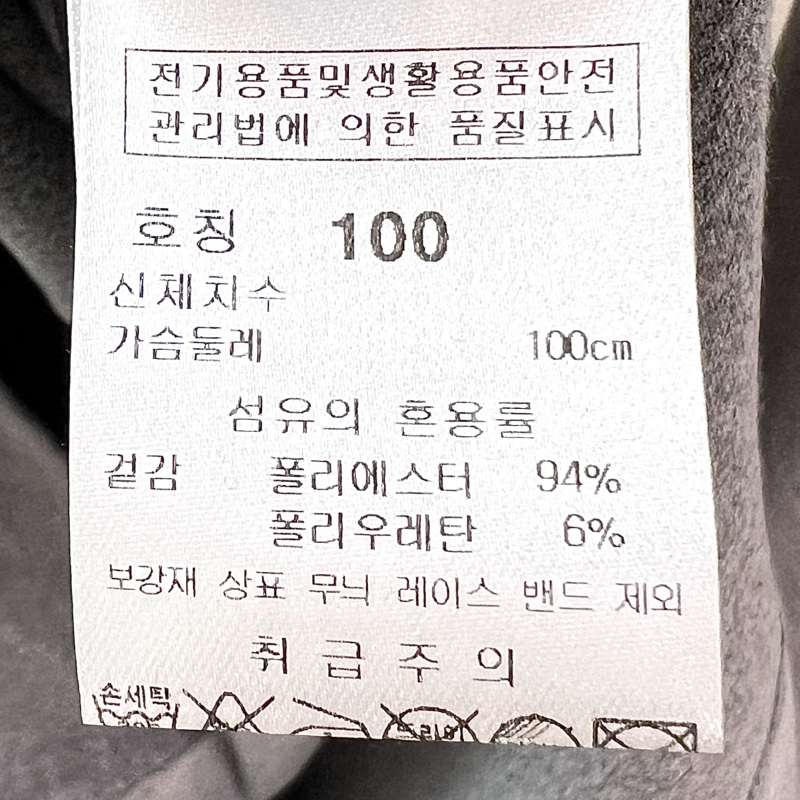 전기용품및생활용품안전
관리법에 의한 품질표시
호칭 100
신체치수
가슴둘레 100cm
섬유의 혼용률
겉감 폴리에스터 94%
폴리우레탄 6%
보강재 상표 무늬 레이스 밴드 제외
취급주의
손세탁